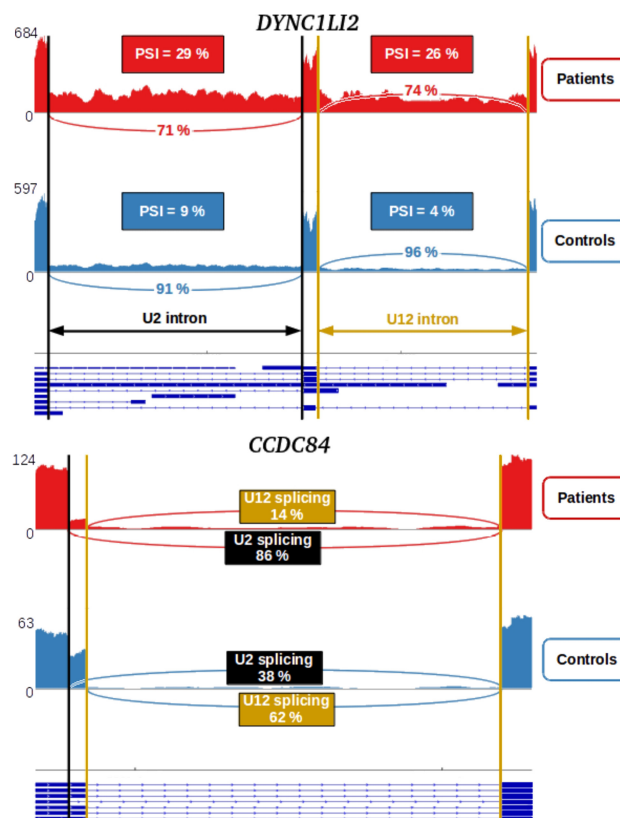 DYNC1LI2
684
PSI = 29 %
PSI = 26 %
74 %
Patients
0
71 %
597
PSI = 9 %
PSI = 4 %
96 %
Controls
0
91 %
U2 intron
U12 intron
CCDC84
124
U12 splicing
14 %
Patients
0
U2 splicing
86 %
63
U2 splicing
38 %
Controls
0
U12 splicing
62 %